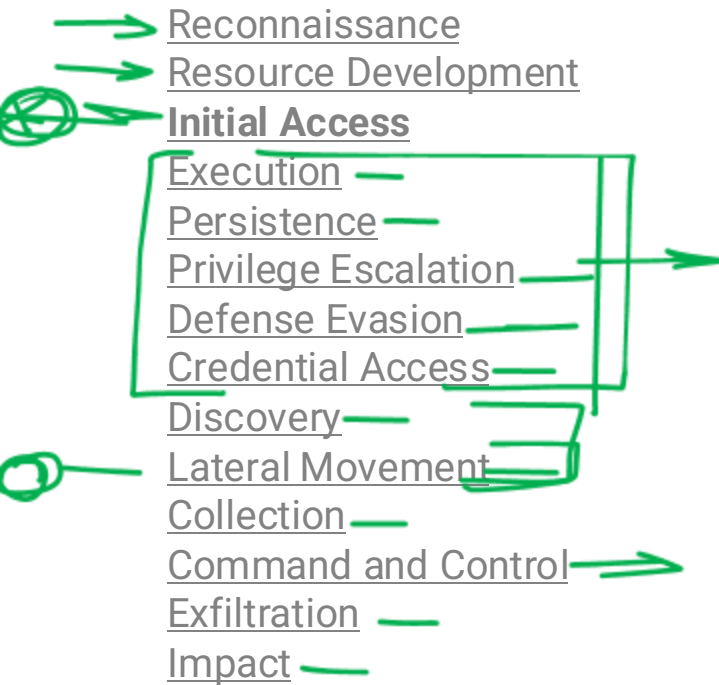 Reconnaissance
Resource Development
Initial Access
Execution
Persistence
Privilege Escalation
Defense Evasion
Credential Access
Discovery
Lateral Movement
Collection
Command and Control
Exfiltration
Impact